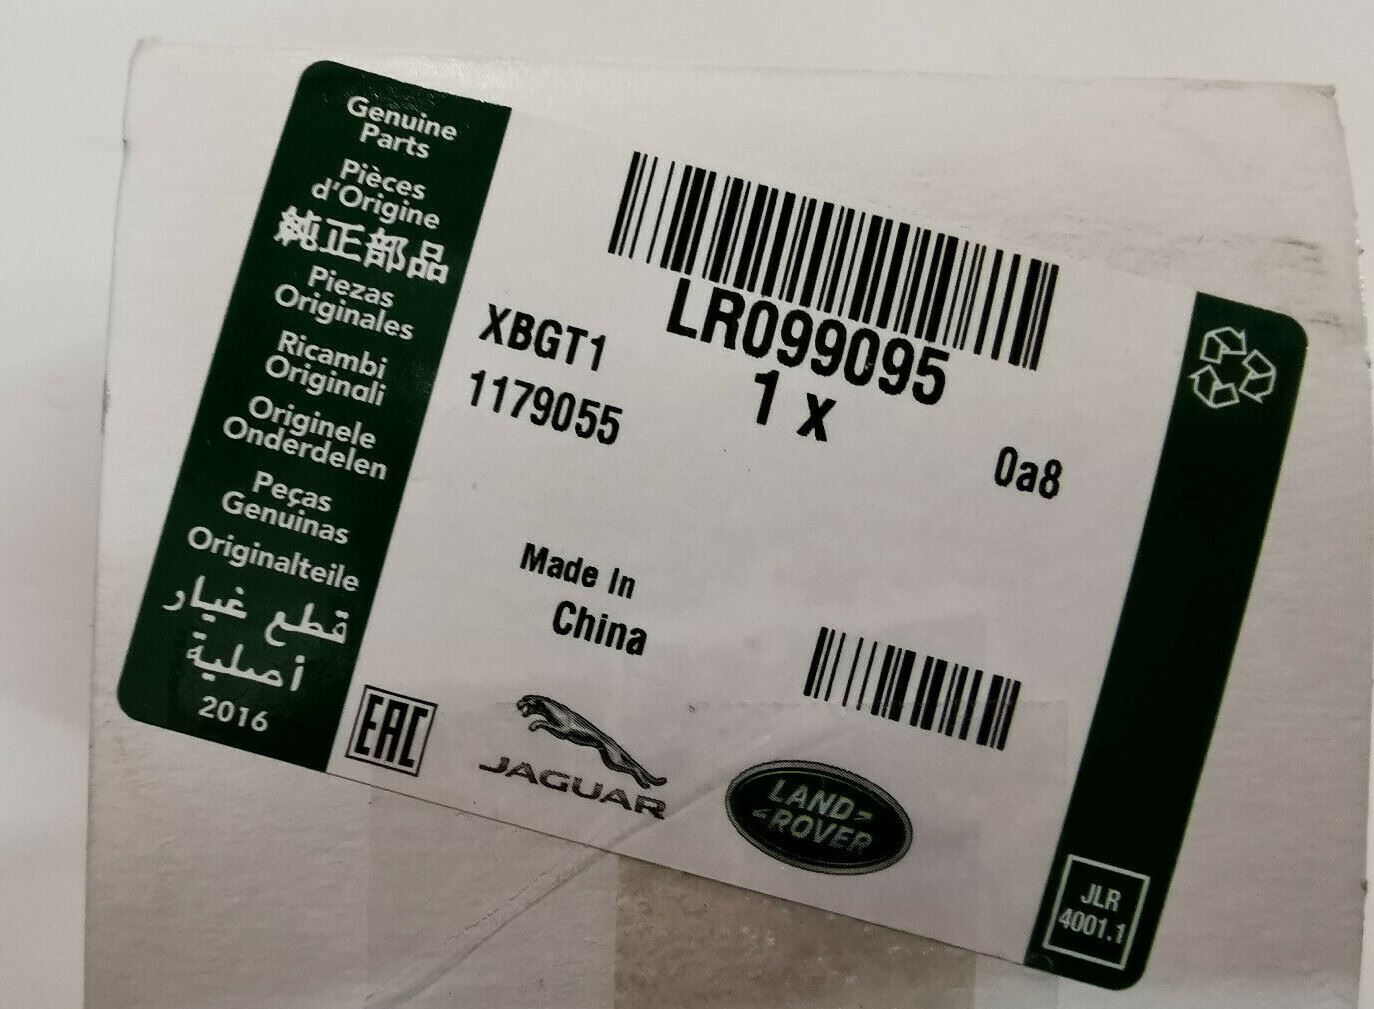 Genuine
Parts
Pièces
d'Origine
純正部品
Piezas
Originales
Ricambi
Originali
Originele
Onderdelen
Peças
Genuinas
Originalteile
قطع غيار
أصلية
2016
LR099095
XBGT1
1 x
1179055
0a8
Made In
China
EAC
JAGUAR
LAND
ROVER
JLR
4001.1